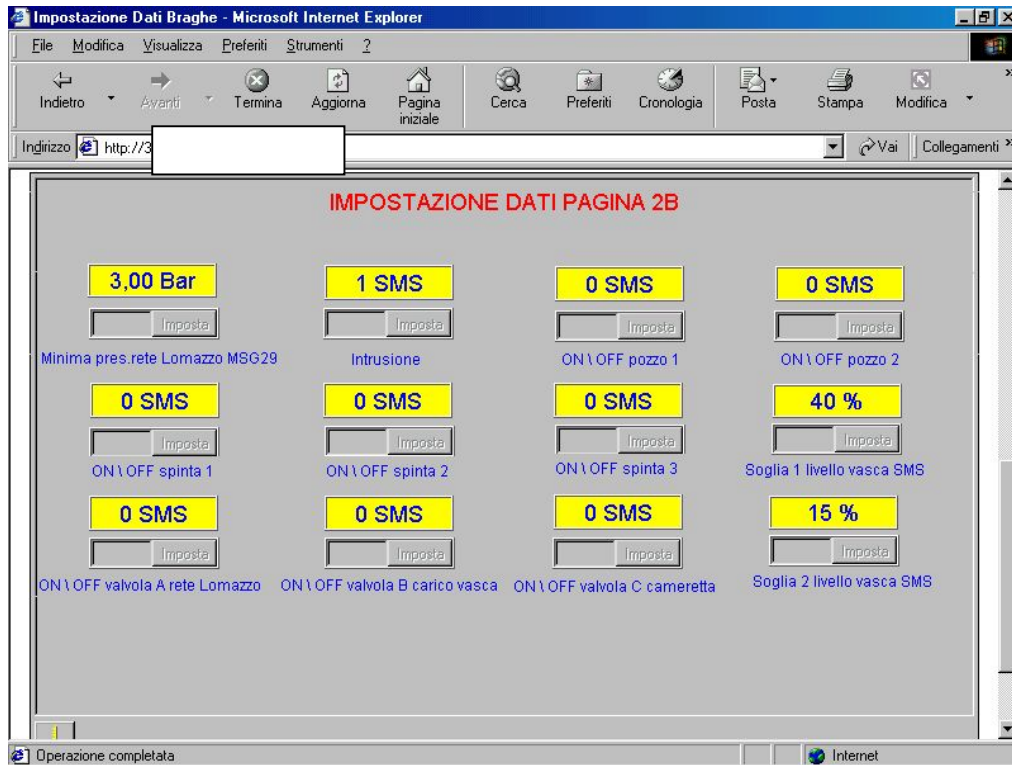 Impostazione Dati Braghe - Microsoft Internet Explorer
File Modifica Visualizza Preferiti Strumenti ?
Indietro Avanti Termina Aggiorna Pagina iniziale Cerca Preferiti Cronologia Posta Stampa Modifica »
Indirizzo http://3 Vai Collegamenti »
IMPOSTAZIONE DATI PAGINA 2B
3,00 Bar 1 SMS 0 SMS 0 SMS
Imposta Imposta Imposta Imposta
Minima pres.rete Lomazzo MSG29 Intrusione ON \ OFF pozzo 1 ON \ OFF pozzo 2
0 SMS 0 SMS 0 SMS 40 %
Imposta Imposta Imposta Imposta
ON \ OFF spinta 1 ON \ OFF spinta 2 ON \ OFF spinta 3 Soglia 1 livello vasca SMS
0 SMS 0 SMS 0 SMS 15 %
Imposta Imposta Imposta Imposta
ON \ OFF valvola A rete Lomazzo ON \ OFF valvola B carico vasca ON \ OFF valvola C cameretta Soglia 2 livello vasca SMS
Operazione completata Internet